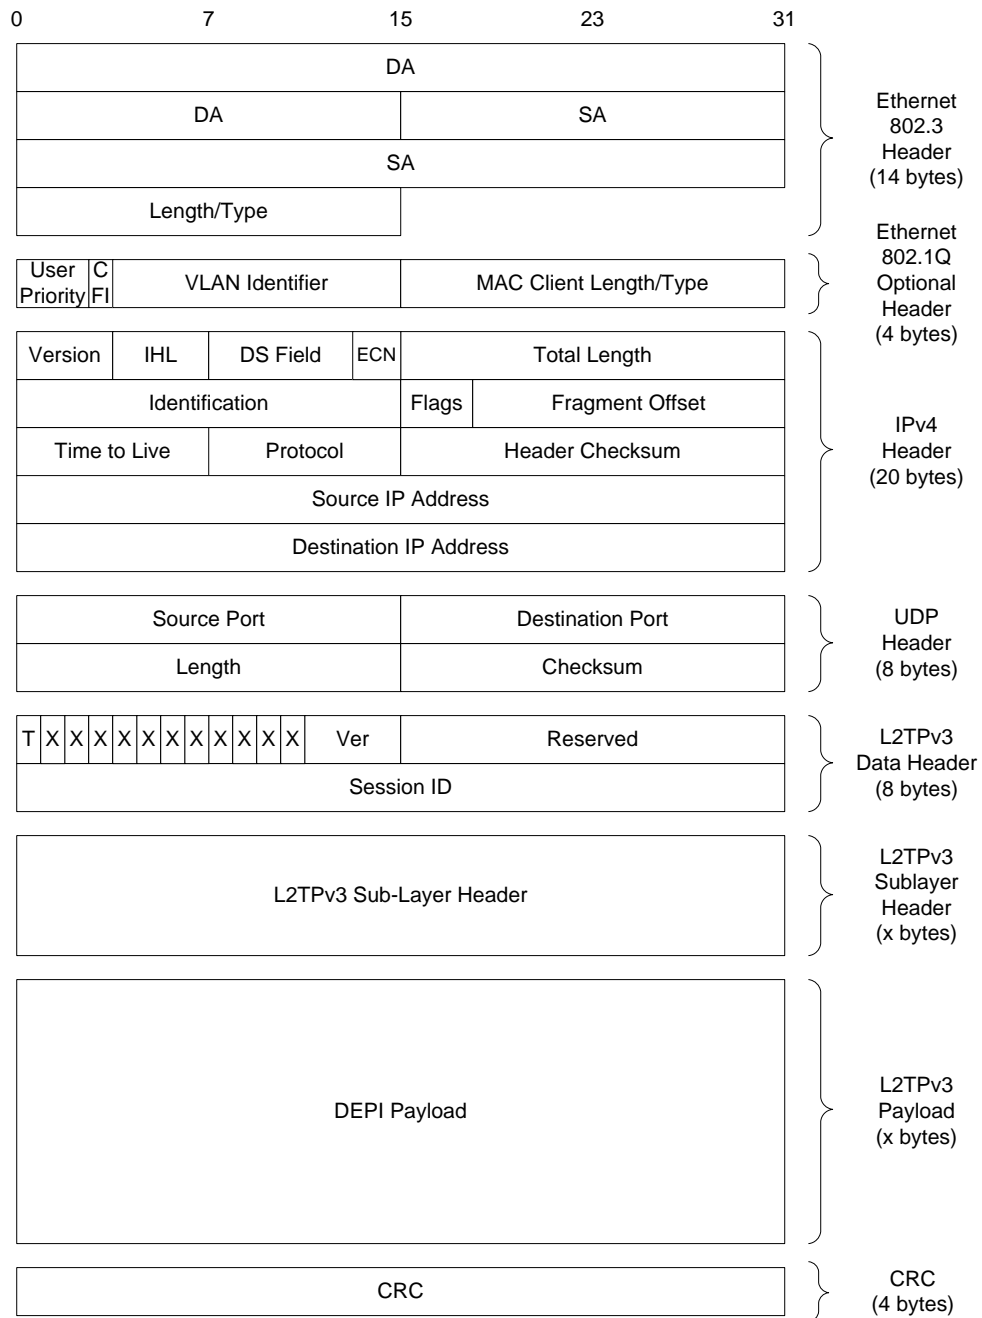 0 7 15 23 31
DA
DA SA
SA
Length/Type
Ethernet
802.3
Header
(14 bytes)
User
Priority
C
FI
VLAN Identifier
MAC Client Length/Type
Ethernet
802.1Q
Optional
Header
(4 bytes)
Version IHL DS Field ECN Total Length
Identification Flags Fragment Offset
Time to Live Protocol Header Checksum
Source IP Address
Destination IP Address
IPv4
Header
(20 bytes)
Source Port Destination Port
Length Checksum
UDP
Header
(8 bytes)
T X X X X X X X X X X X Ver Reserved
Session ID
L2TPv3
Data Header
(8 bytes)
L2TPv3 Sub-Layer Header
L2TPv3
Sublayer
Header
(x bytes)
DEPI Payload
L2TPv3
Payload
(x bytes)
CRC
CRC
(4 bytes)